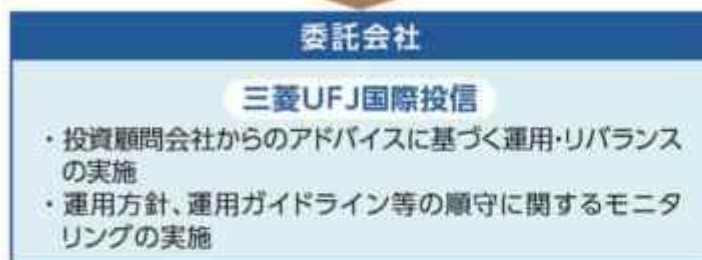 委託会社
三菱UFJ国際投信
・投資顧問会社からのアドバイスに基づく運用・リバランス
の実施
・運用方針、運用ガイドライン等の順守に関するモニタ
リングの実施